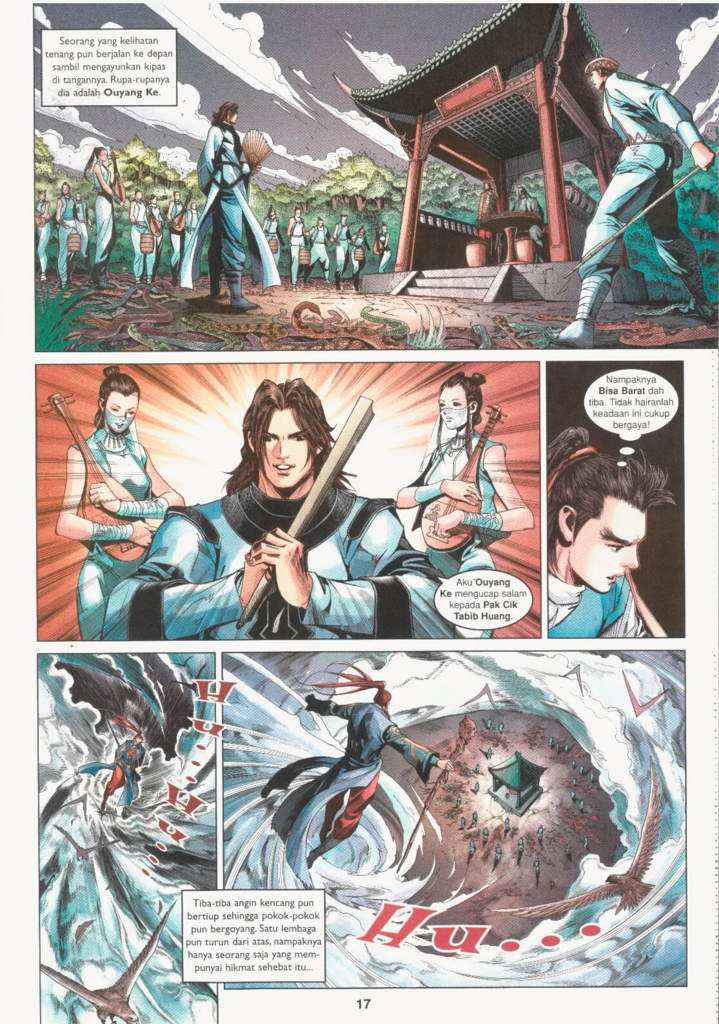 Seorang yang kelihatan
tenang pun berjalan ke depan
sambil mengayunkan kipas
di tangannya. Rupa-rupanya
dia adalah Ouyang Ke.
Aku Ouyang
Ke mengucap salam
kepada Pak Cik
Tabib Huang.
Nampaknya
Bisa Barat dah
tiba. Tidak hairanlah
keadaan ini cukup
bergaya!
Hu...Hu...
Tiba-tiba angin kencang pun
bertiup sehingga pokok-pokok
pun bergoyang. Satu lembaga
pun turun dari atas, nampaknya
hanya seorang saja yang mem-
punyai hikmat sehebat itu...
Hu...
17